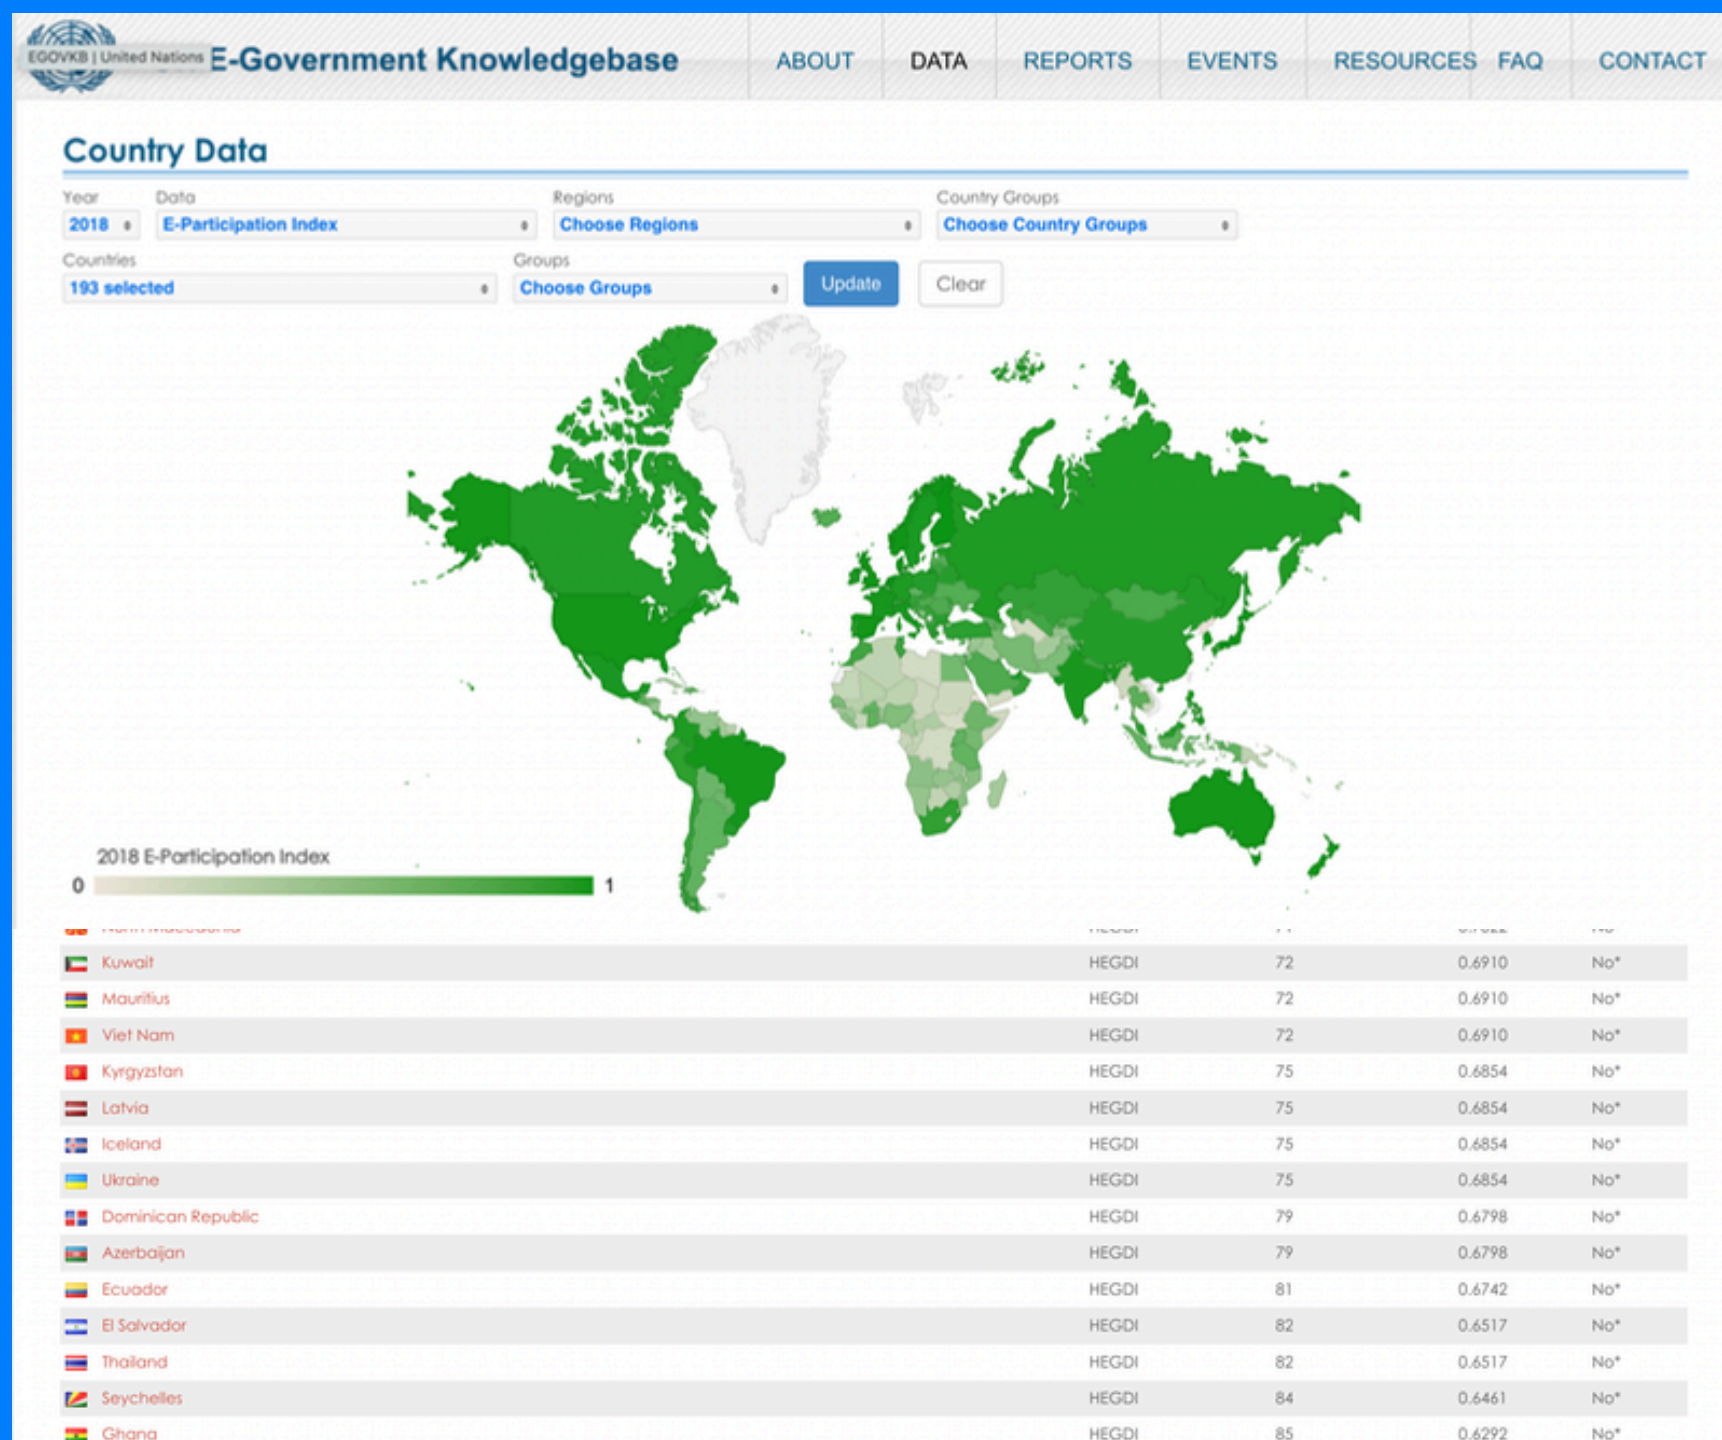 EGOVKB | United Nations
E-Government Knowledgebase
ABOUT DATA REPORTS EVENTS RESOURCES FAQ CONTACT
Country Data
Year Data Regions Country Groups
2018 E-Participation Index Choose Regions Choose Country Groups
Countries Groups
193 selected Choose Groups Update Clear
2018 E-Participation Index
0 1
Kuwait HEGDI 72 0.6910 No*
Mauritius HEGDI 72 0.6910 No*
Viet Nam HEGDI 72 0.6910 No*
Kyrgyzstan HEGDI 75 0.6854 No*
Latvia HEGDI 75 0.6854 No*
Iceland HEGDI 75 0.6854 No*
Ukraine HEGDI 75 0.6854 No*
Dominican Republic HEGDI 79 0.6798 No*
Azerbaijan HEGDI 79 0.6798 No*
Ecuador HEGDI 81 0.6742 No*
El Salvador HEGDI 82 0.6517 No*
Thailand HEGDI 82 0.6517 No*
Seychelles HEGDI 84 0.6461 No*
Ghana HEGDI 85 0.6292 No*